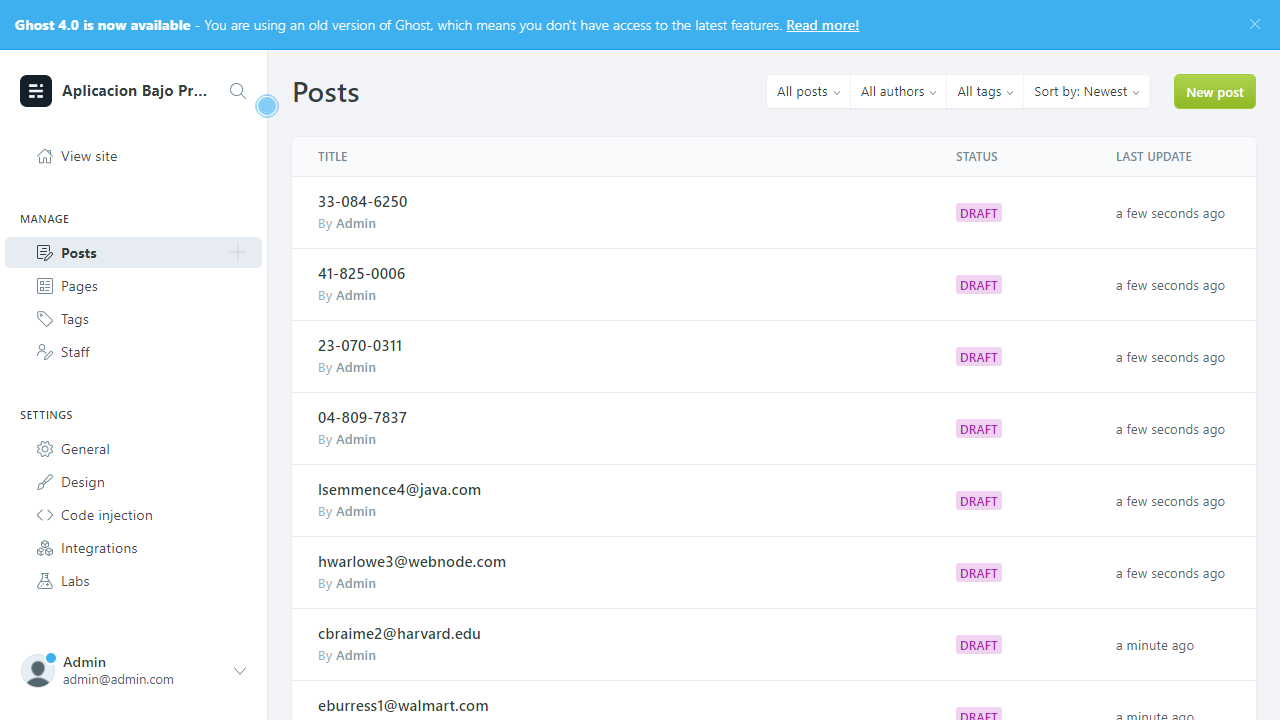 Ghost 4.0 is now available - You are using an old version of Ghost, which means you don't have access to the latest features. Read more!
Aplicacion Bajo Pr...
View site
MANAGE
Posts
Pages
Tags
Staff
SETTINGS
General
Design
Code injection
Integrations
Labs
Admin
admin@admin.com
Posts
All posts
All authors
All tags
Sort by: Newest
New post
TITLE STATUS LAST UPDATE
33-084-6250
By Admin
DRAFT
a few seconds ago
41-825-0006
By Admin
DRAFT
a few seconds ago
23-070-0311
By Admin
DRAFT
a few seconds ago
04-809-7837
By Admin
DRAFT
a few seconds ago
lsemmence4@java.com
By Admin
DRAFT
a few seconds ago
hwarlowe3@webnode.com
By Admin
DRAFT
a few seconds ago
cbraime2@harvard.edu
By Admin
DRAFT
a minute ago
eburress1@walmart.com
DRAFT
a minute ago